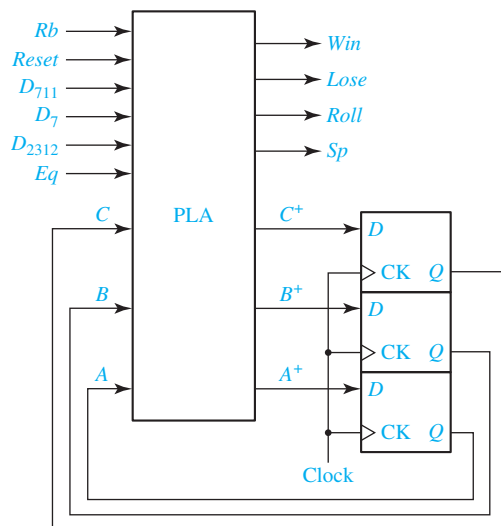 Rb
Reset
D₇₁₁
D₇
D₂₃₁₂
Eq
C
B
A
PLA
Win
Lose
Roll
Sp
C⁺
B⁺
A⁺
D
CK Q
D
CK Q
D
CK Q
Clock